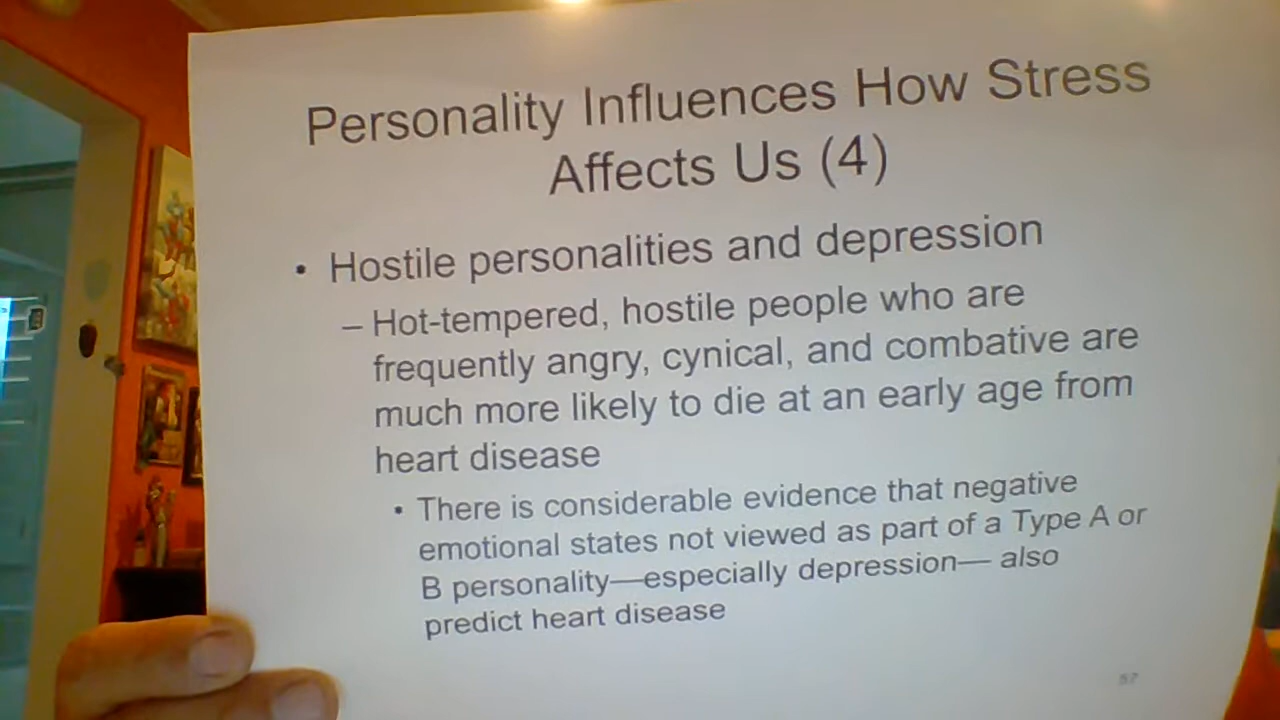 Personality Influences How Stress
Affects Us (4)
• Hostile personalities and depression
– Hot-tempered, hostile people who are
frequently angry, cynical, and combative are
much more likely to die at an early age from
heart disease
• There is considerable evidence that negative
emotional states not viewed as part of a Type A or
B personality—especially depression— also
predict heart disease
57